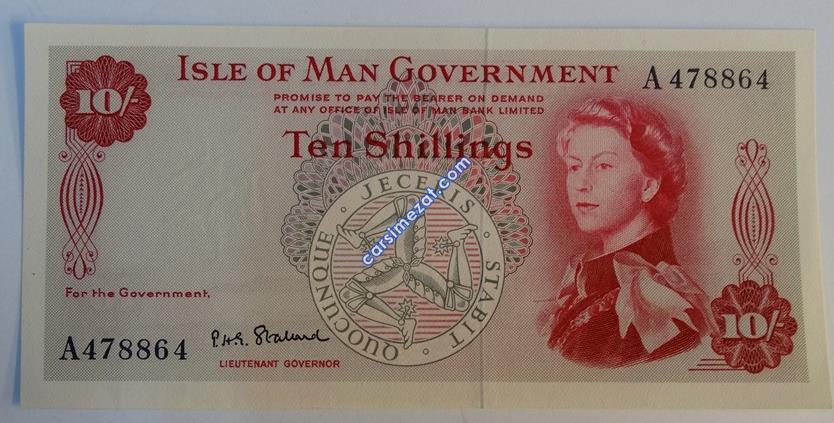 ISLE OF MAN GOVERNMENT
A 478864
10/-
PROMISE TO PAY THE BEARER ON DEMAND
AT ANY OFFICE OF ISLE OF MAN BANK LIMITED
Ten Shillings
QUOCUNQUE · JECERIS · STABIT ·
carsimezat.com
For the Government,
A478864
LIEUTENANT GOVERNOR
10/-